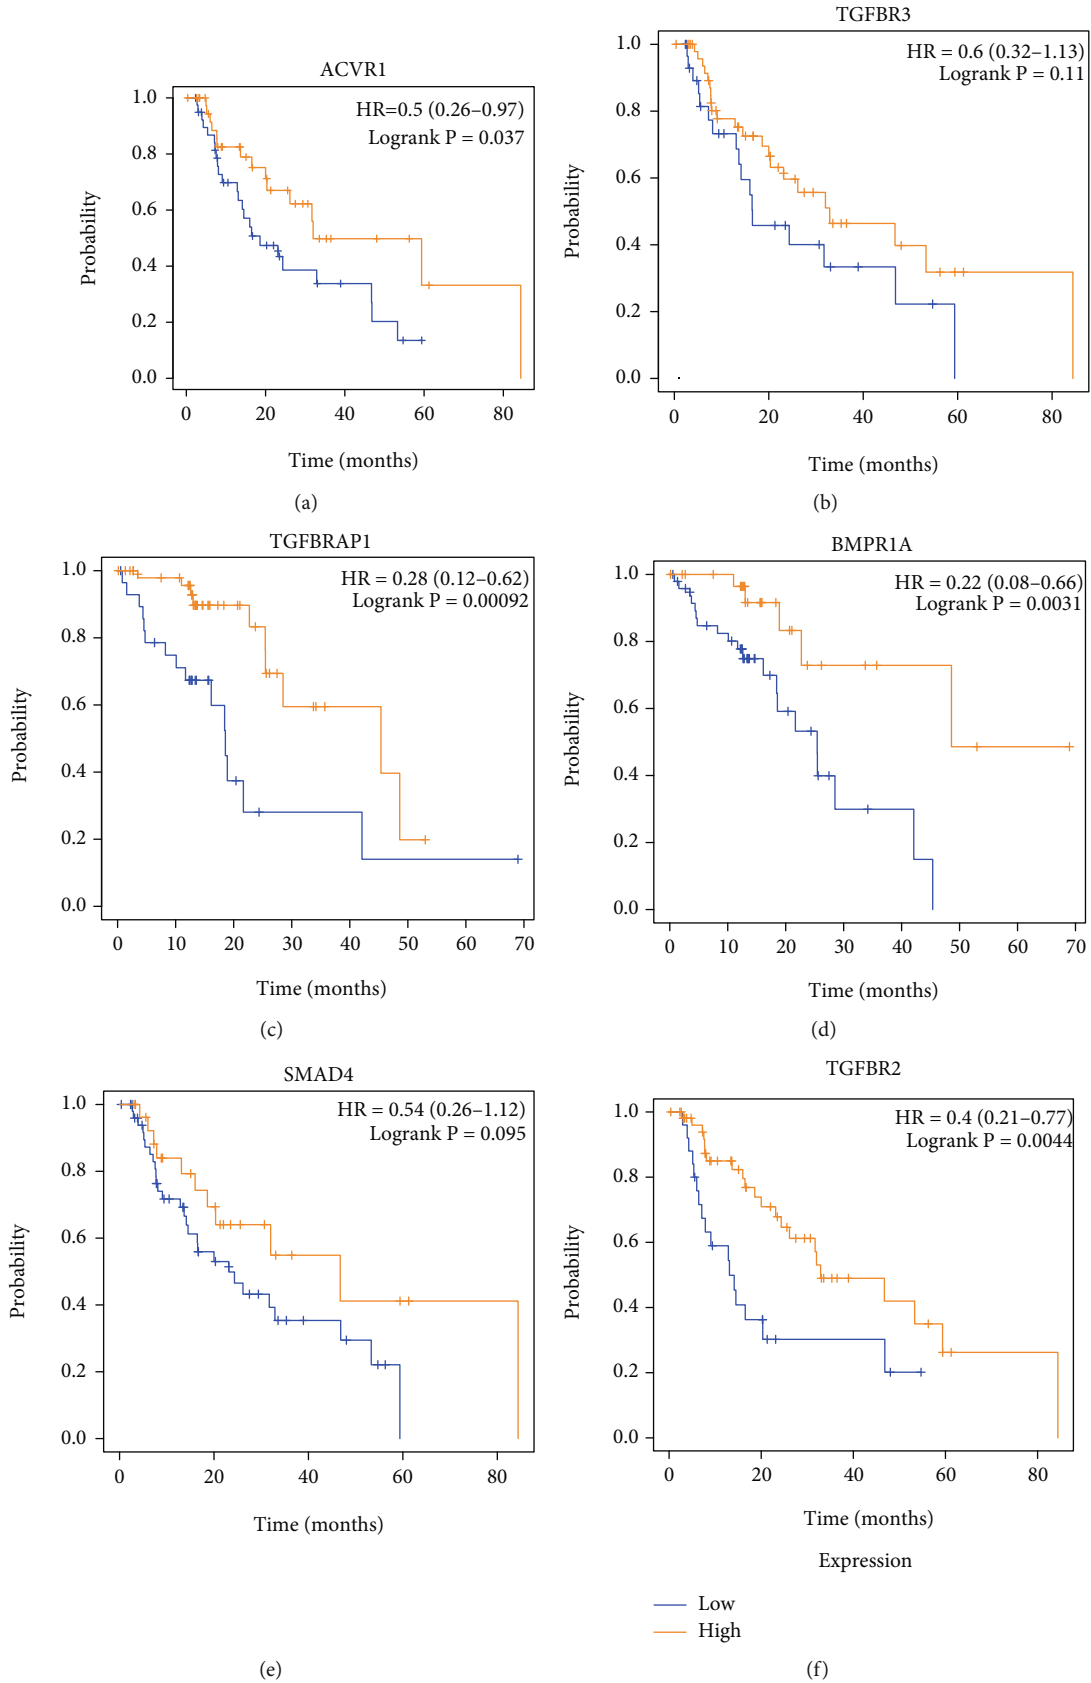 ACVR1
HR=0.5 (0.26–0.97)
Logrank P = 0.037
1.0
0.8
0.6
0.4
0.2
0.0
Probability
0 20 40 60 80
Time (months)
(a)
TGFBR3
HR = 0.6 (0.32–1.13)
Logrank P = 0.11
1.0
0.8
0.6
0.4
0.2
0.0
Probability
0 20 40 60 80
Time (months)
(b)
TGFBRAP1
HR = 0.28 (0.12–0.62)
Logrank P = 0.00092
1.0
0.8
0.6
0.4
0.2
0.0
Probability
0 10 20 30 40 50 60 70
Time (months)
(c)
BMPR1A
HR = 0.22 (0.08–0.66)
Logrank P = 0.0031
1.0
0.8
0.6
0.4
0.2
0.0
Probability
0 10 20 30 40 50 60 70
Time (months)
(d)
SMAD4
HR = 0.54 (0.26–1.12)
Logrank P = 0.095
1.0
0.8
0.6
0.4
0.2
0.0
Probability
0 20 40 60 80
Time (months)
(e)
TGFBR2
HR = 0.4 (0.21–0.77)
Logrank P = 0.0044
1.0
0.8
0.6
0.4
0.2
0.0
Probability
0 20 40 60 80
Time (months)
Expression
Low
High
(f)